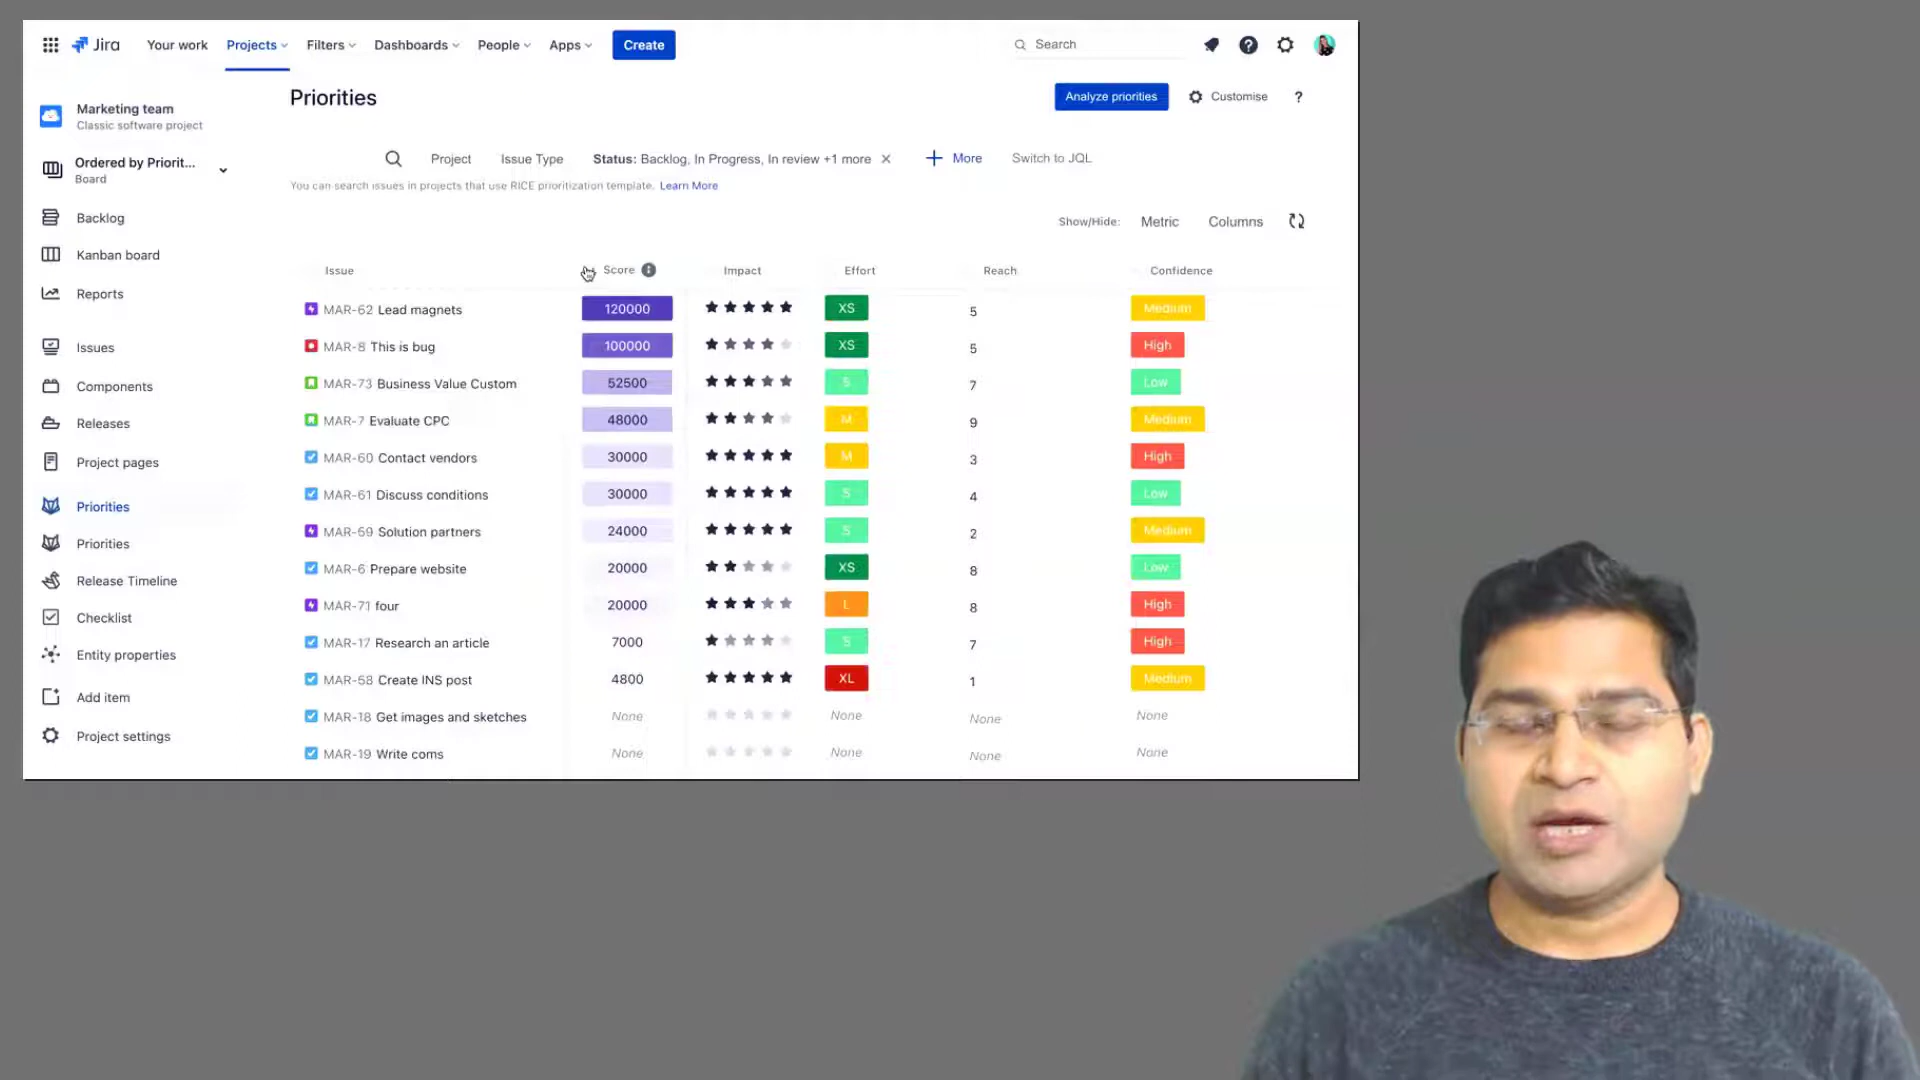 Jira Your work Projects Filters Dashboards People Apps Create Search
Marketing team
Classic software project
Ordered by Priorit...
Board
Backlog
Kanban board
Reports
Issues
Components
Releases
Project pages
Priorities
Priorities
Release Timeline
Checklist
Entity properties
Add item
Project settings
Priorities Analyze priorities Customise ?
Project Issue Type Status: Backlog, In Progress, In review +1 more More Switch to JQL
You can search issues in projects that use RICE prioritization template. Learn More
Show/Hide: Metric Columns
Issue Score Impact Effort Reach Confidence
MAR-62 Lead magnets 120000 XS 5 Medium
MAR-8 This is bug 100000 XS 5 High
MAR-73 Business Value Custom 52500 S 7 Low
MAR-7 Evaluate CPC 48000 M 9 Medium
MAR-60 Contact vendors 30000 M 3 High
MAR-61 Discuss conditions 30000 S 4 Low
MAR-69 Solution partners 24000 S 2 Medium
MAR-6 Prepare website 20000 XS 8 Low
MAR-71 four 20000 L 8 High
MAR-17 Research an article 7000 S 7 High
MAR-58 Create INS post 4800 XL 1 Medium
MAR-18 Get images and sketches None None None None
MAR-19 Write coms None None None None